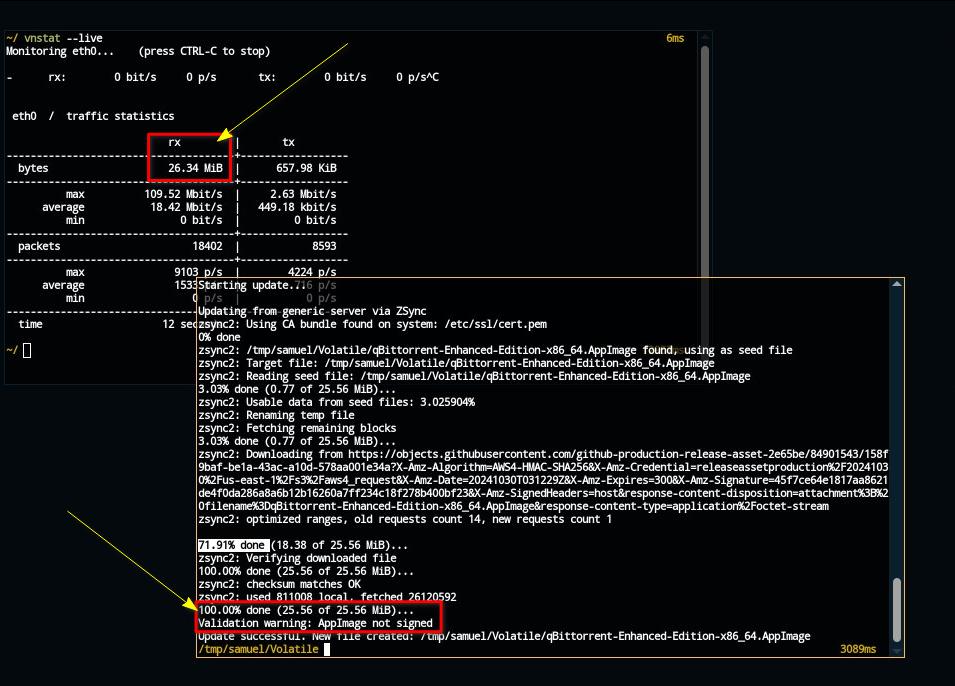 ~/ vnstat --live 6ms
Monitoring eth0... (press CTRL-C to stop)
- rx: 0 bit/s 0 p/s tx: 0 bit/s 0 p/s^C
eth0 / traffic statistics
rx | tx
--------------------------------------+------------------
bytes 26.34 MiB | 657.98 KiB
--------------------------------------+------------------
max 109.52 Mbit/s | 2.63 Mbit/s
average 18.42 Mbit/s | 449.18 kbit/s
min 0 bit/s | 0 bit/s
--------------------------------------+------------------
packets 18402 | 8593
--------------------------------------+------------------
max 9103 p/s | 4224 p/s
average 1533 716 p/s
min 0 p/s 0 p/s
time 12
~/
Starting update...
Updating from generic server via ZSync
zsync2: Using CA bundle found on system: /etc/ssl/cert.pem
0% done
zsync2: /tmp/samuel/Volatile/qBittorrent-Enhanced-Edition-x86_64.AppImage found, using as seed file
zsync2: Target file: /tmp/samuel/Volatile/qBittorrent-Enhanced-Edition-x86_64.AppImage
zsync2: Reading seed file: /tmp/samuel/Volatile/qBittorrent-Enhanced-Edition-x86_64.AppImage
3.03% done (0.77 of 25.56 MiB)...
zsync2: Usable data from seed files: 3.025904%
zsync2: Renaming temp file
zsync2: Fetching remaining blocks
3.03% done (0.77 of 25.56 MiB)...
zsync2: Downloading from https://objects.githubusercontent.com/github-production-release-asset-2e65be/84901543/158f
9baf-be1a-43ac-a10d-578aa001e34a?X-Amz-Algorithm=AWS4-HMAC-SHA256&X-Amz-Credential=releaseassetproduction%2F2024103
0%2Fus-east-1%2Fs3%2Faws4_request&X-Amz-Date=20241030T031229Z&X-Amz-Expires=300&X-Amz-Signature=45f7ce64e1817aa8621
de4f0da286a8a6b12b16260a7ff234c18f278b400bf23&X-Amz-SignedHeaders=host&response-content-disposition=attachment%3B%2
0filename%3DqBittorrent-Enhanced-Edition-x86_64.AppImage&response-content-type=application%2Foctet-stream
zsync2: optimized ranges, old requests count 14, new requests count 1
71.91% done (18.38 of 25.56 MiB)...
zsync2: Verifying downloaded file
100.00% done (25.56 of 25.56 MiB)...
zsync2: checksum matches OK
zsync2: used 811008 local, fetched 26120592
100.00% done (25.56 of 25.56 MiB)...
Validation warning: AppImage not signed
Update successful. New file created: /tmp/samuel/Volatile/qBittorrent-Enhanced-Edition-x86_64.AppImage
/tmp/samuel/Volatile 3089ms